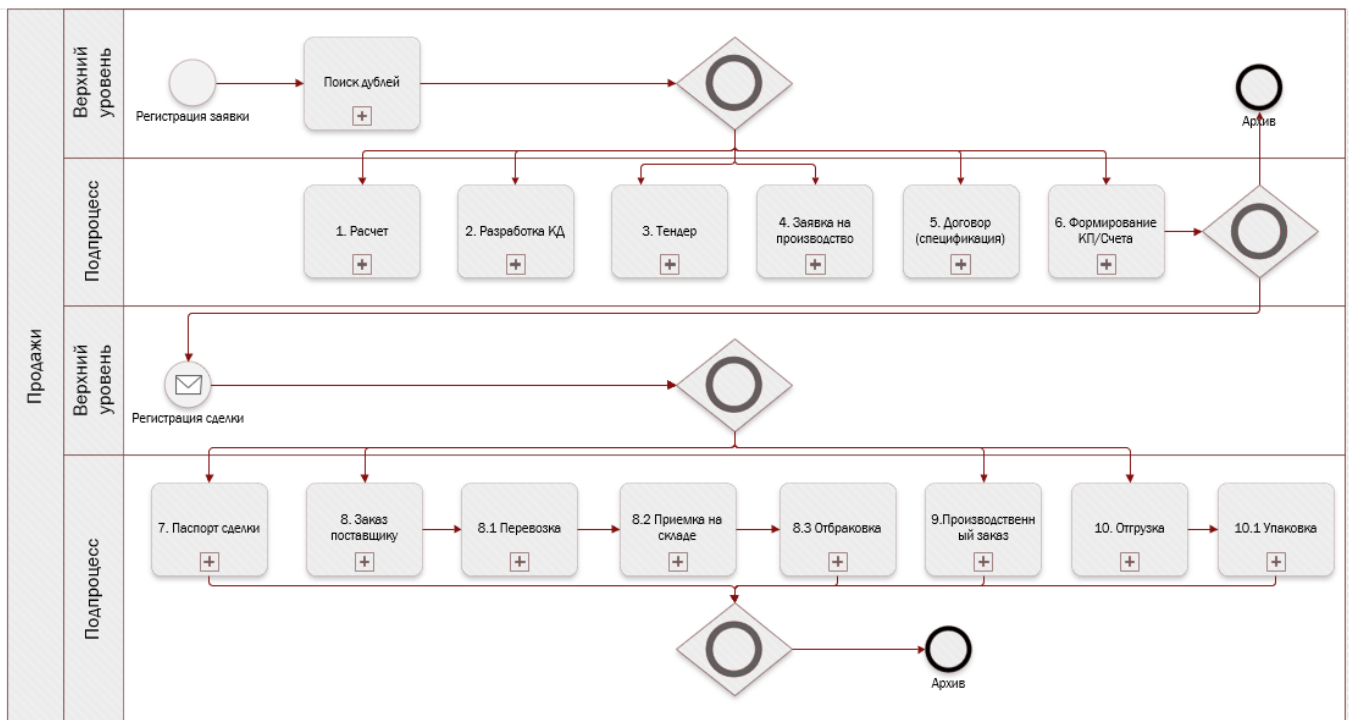 Продажи
Верхний
уровень
Регистрация заявки
Поиск дублей
Архив
Подпроцесс
1. Расчет
2. Разработка КД
3. Тендер
4. Заявка на
производство
5. Договор
(спецификация)
6. Формирование
КП/Счета
Верхний
уровень
Регистрация сделки
Подпроцесс
7. Паспорт сделки
8. Заказ
поставщику
8.1 Перевозка
8.2 Приемка на
складе
8.3 Отбраковка
9.Производственн
ый заказ
10. Отгрузка
10.1 Упаковка
Архив